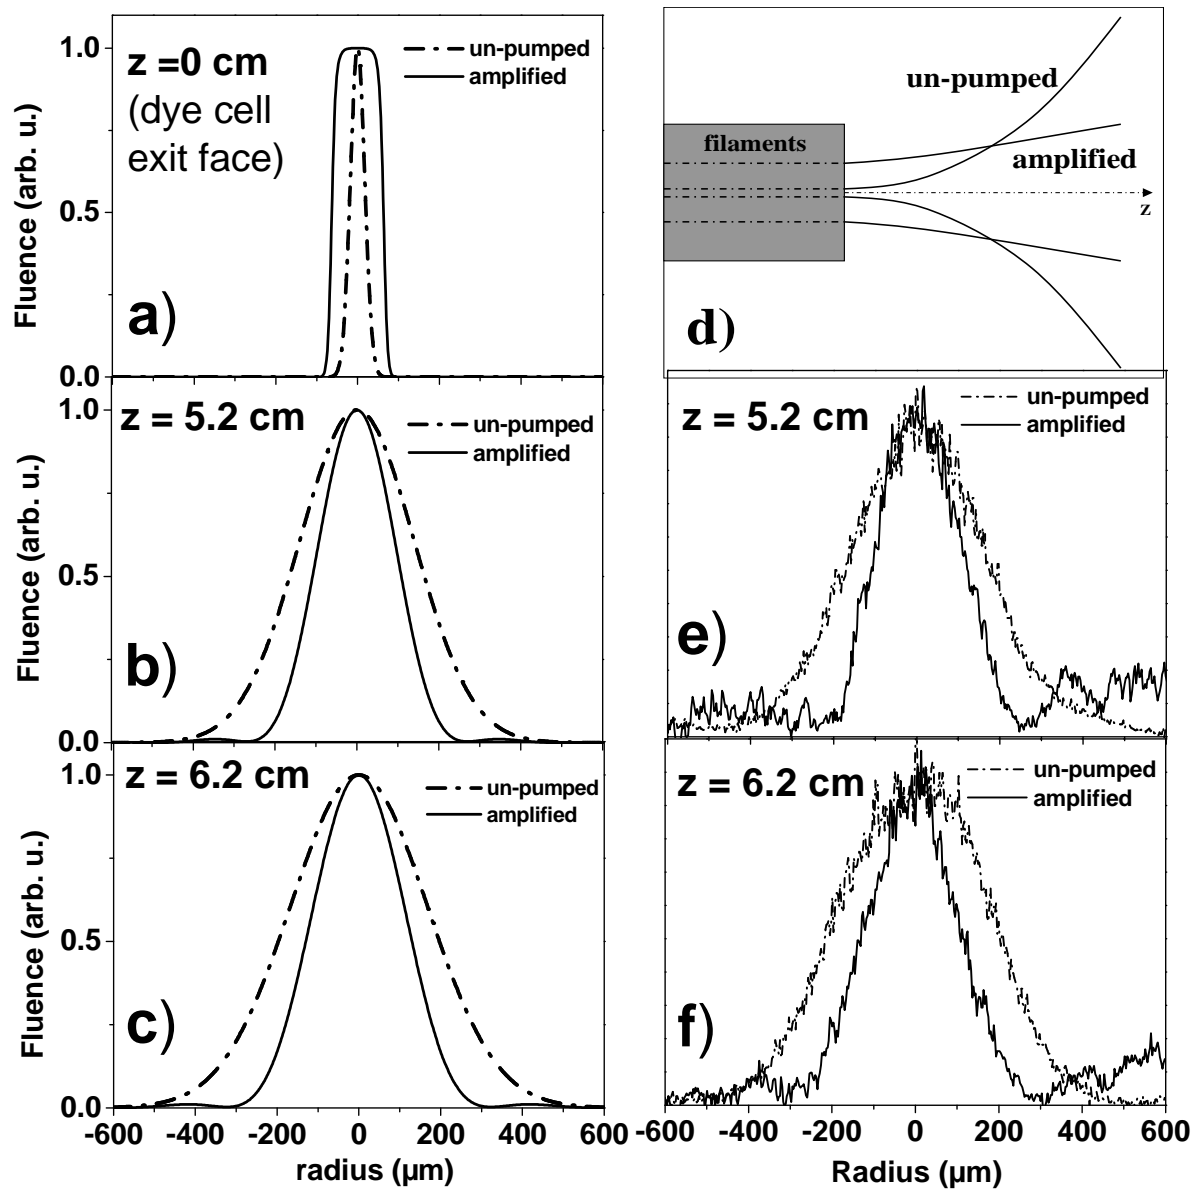 z =0 cm
(dye cell
exit face)
un-pumped
amplified
a)
Fluence (arb. u.)
1.0
0.5
0.0
z = 5.2 cm
un-pumped
amplified
b)
Fluence (arb. u.)
1.0
0.5
0.0
z = 6.2 cm
un-pumped
amplified
c)
Fluence (arb. u.)
1.0
0.5
0.0
-600 -400 -200 0 200 400 600
radius (µm)
un-pumped
filaments
amplified
z
d)
z = 5.2 cm
un-pumped
amplified
e)
z = 6.2 cm
un-pumped
amplified
f)
-600 -400 -200 0 200 400 600
Radius (µm)